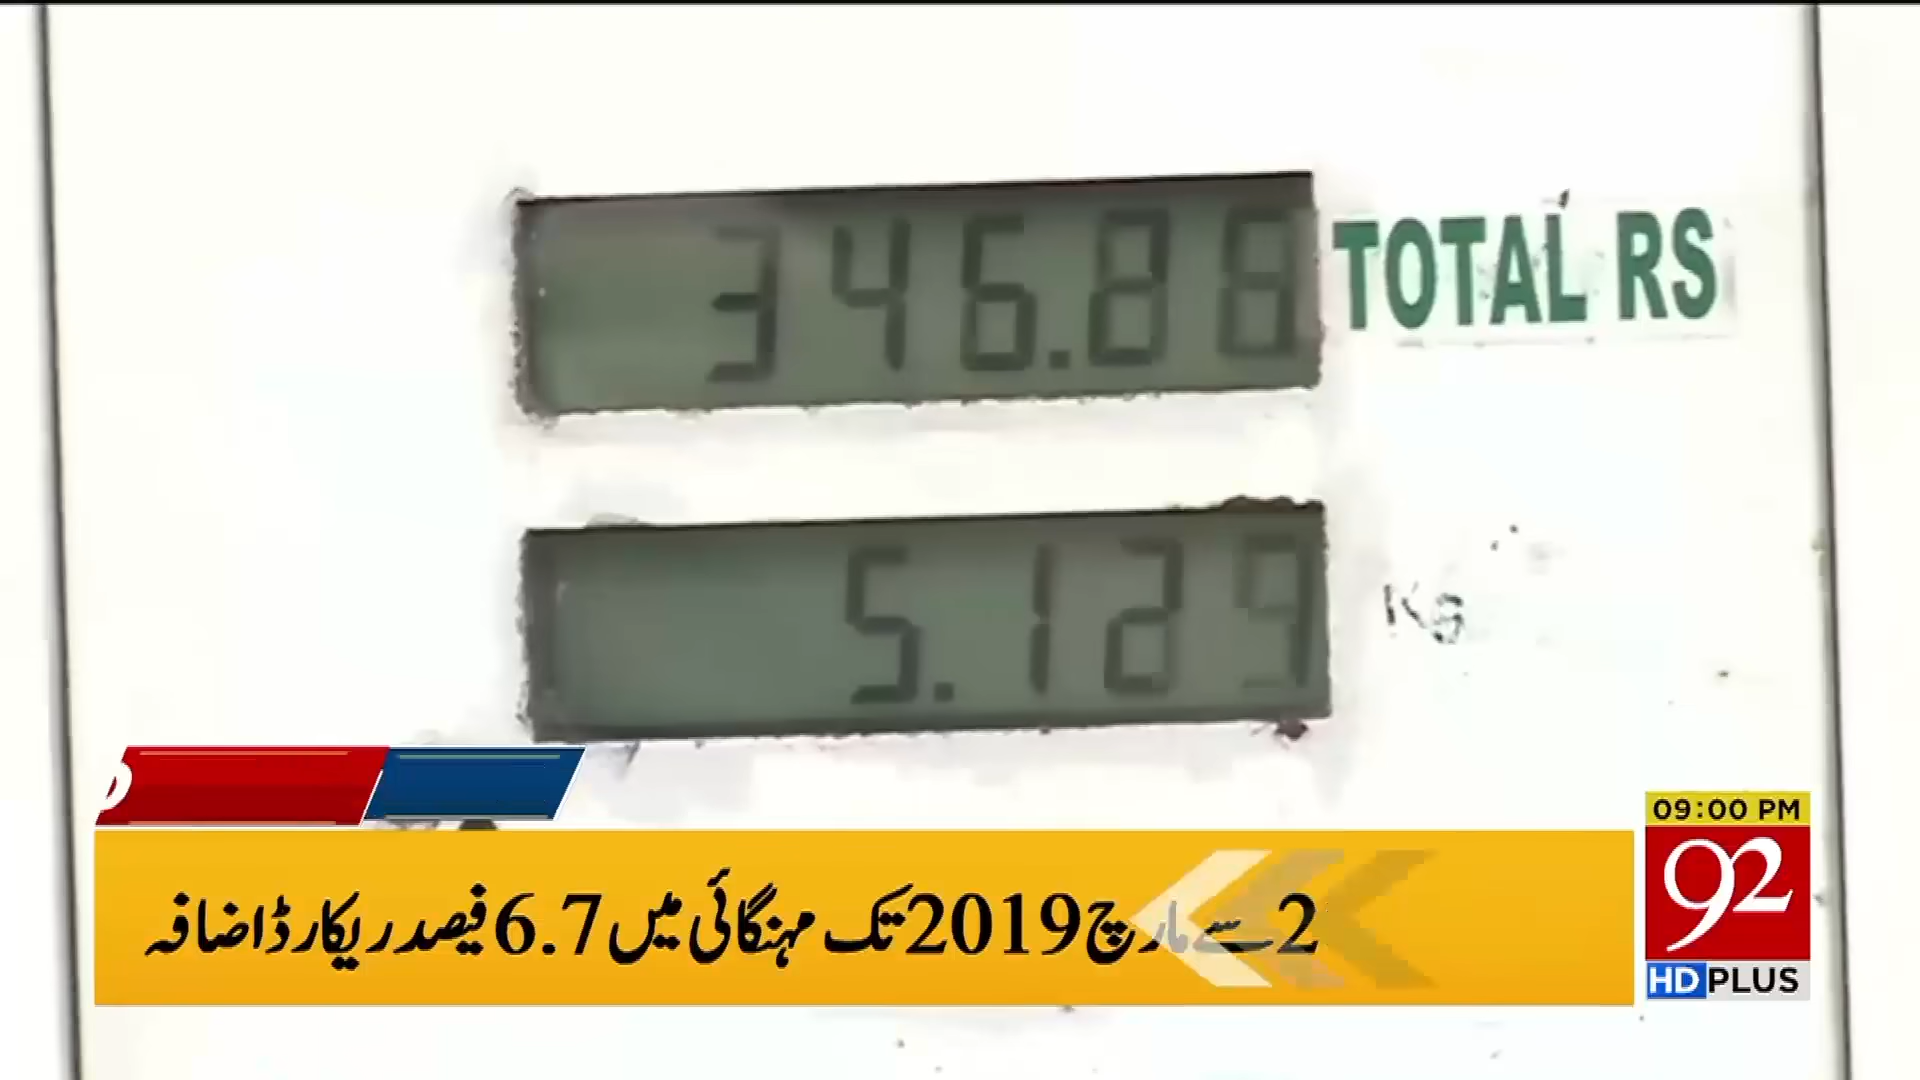 346.88 TOTAL RS
5.129 Kg
09:00 PM
92
HD PLUS
2 سے مارچ 2019 تک مہنگائی میں 6.7 فیصد ریکارڈ اضافہ